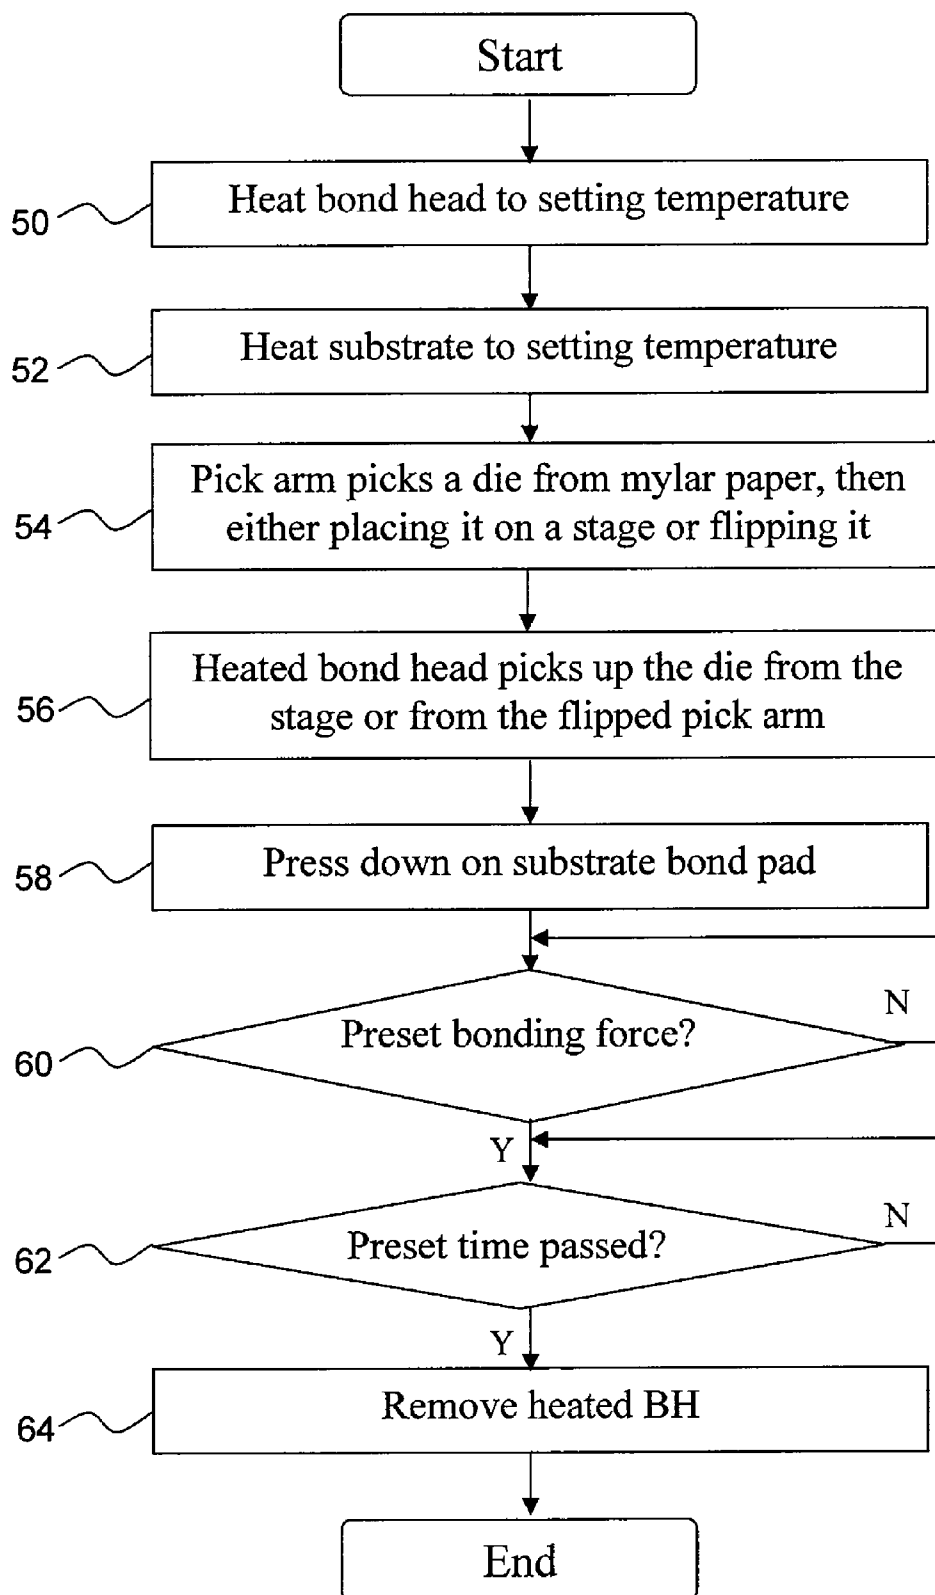 Start
50
Heat bond head to setting temperature
52
Heat substrate to setting temperature
54
Pick arm picks a die from mylar paper, then
either placing it on a stage or flipping it
56
Heated bond head picks up the die from the
stage or from the flipped pick arm
58
Press down on substrate bond pad
60
Preset bonding force?
N
Y
62
Preset time passed?
N
Y
64
Remove heated BH
End